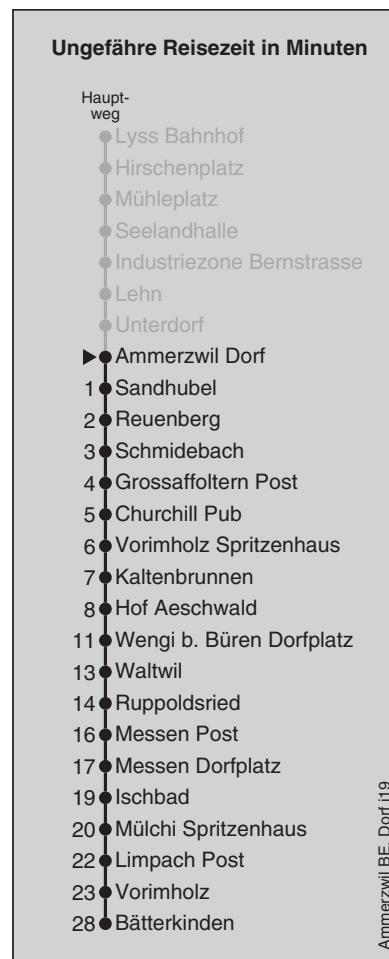 Ungefähre Reisezeit in Minuten
Haupt-
weg
Lyss Bahnhof
Hirschenplatz
Mühleplatz
Seelandhalle
Industriezone Bernstrasse
Lehn
Unterdorf
Ammerzwil Dorf
1 Sandhubel
2 Reuenberg
3 Schmidebach
4 Grossaffoltern Post
5 Churchill Pub
6 Vorimholz Spritzenhaus
7 Kaltenbrunnen
8 Hof Aeschwald
11 Wengi b. Büren Dorfplatz
13 Waltwil
14 Ruppoldsried
16 Messen Post
17 Messen Dorfplatz
19 Ischbad
20 Mülchi Spritzenhaus
22 Limpach Post
23 Vorimholz
28 Bätterkinden
Ammerzwil BE, Dorf j19